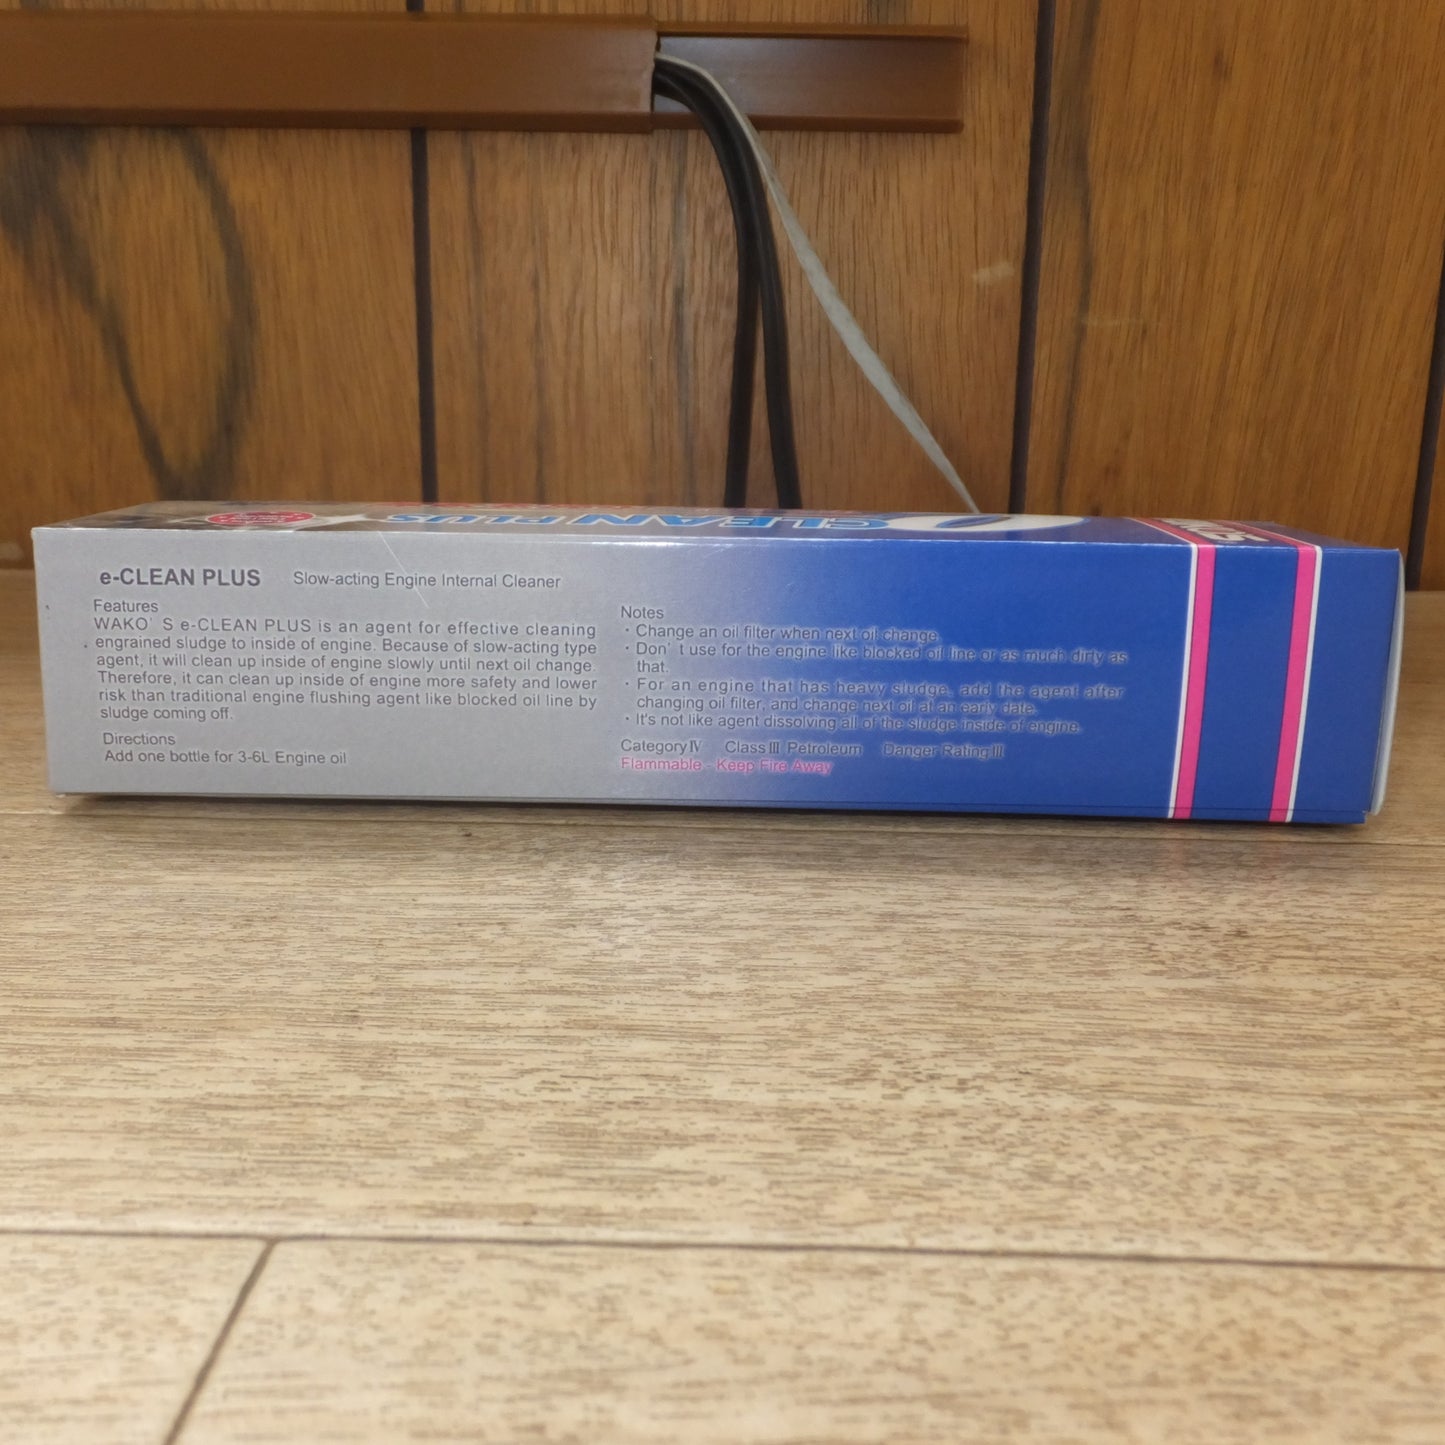 CLEAN PLUS
WAKO'S
e-CLEAN PLUS Slow-acting Engine Internal Cleaner
Features
WAKO' S e-CLEAN PLUS is an agent for effective cleaning
engrained sludge to inside of engine. Because of slow-acting type
agent, it will clean up inside of engine slowly until next oil change.
Therefore, it can clean up inside of engine more safety and lower
risk than traditional engine flushing agent like blocked oil line by
sludge coming off.
Directions
Add one bottle for 3-6L Engine oil
Notes
・Change an oil filter when next oil change.
・Don' t use for the engine like blocked oil line or as much dirty as
that.
・For an engine that has heavy sludge, add the agent after
changing oil filter, and change next oil at an early date.
・It's not like agent dissolving all of the sludge inside of engine.
Category Ⅳ Class Ⅲ Petroleum Danger Rating Ⅲ
Flammable - Keep Fire Away